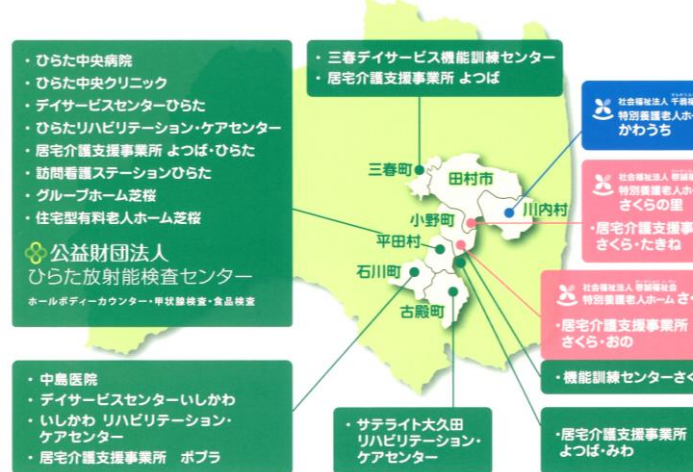 ・ひらた中央病院
・ひらた中央クリニック
・デイサービスセンターひらた
・ひらたリハビリテーション・ケアセンター
・居宅介護支援事業所 よつば・ひらた
・訪問看護ステーションひらた
・グループホーム芝桜
・住宅型有料老人ホーム芝桜
公益財団法人
ひらた放射能検査センター
ホールボディーカウンター・甲状腺検査・食品検査
・三春デイサービス機能訓練センター
・居宅介護支援事業所 よつば
三春町
田村市
小野町
川内村
平田村
石川町
古殿町
社会福祉法人 千翁福
特別養護老人ホー
かわうち
社会福祉法人
特別養護老人ホ
さくらの里
・居宅介護支援事
さくら・たきね
社会福祉法人
特別養護老人ホーム さ
・居宅介護支援事業所
さくら・おの
・機能訓練センターさく
・居宅介護支援事業所
よつば・みわ
・中島医院
・デイサービスセンターいしかわ
・いしかわ リハビリテーション・
ケアセンター
・居宅介護支援事業所 ポプラ
・サテライト大久田
リハビリテーション・
ケアセンター